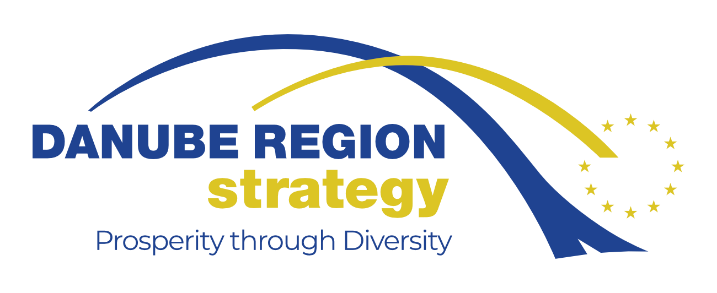 DANUBE REGION
strategy
Prosperity through Diversity